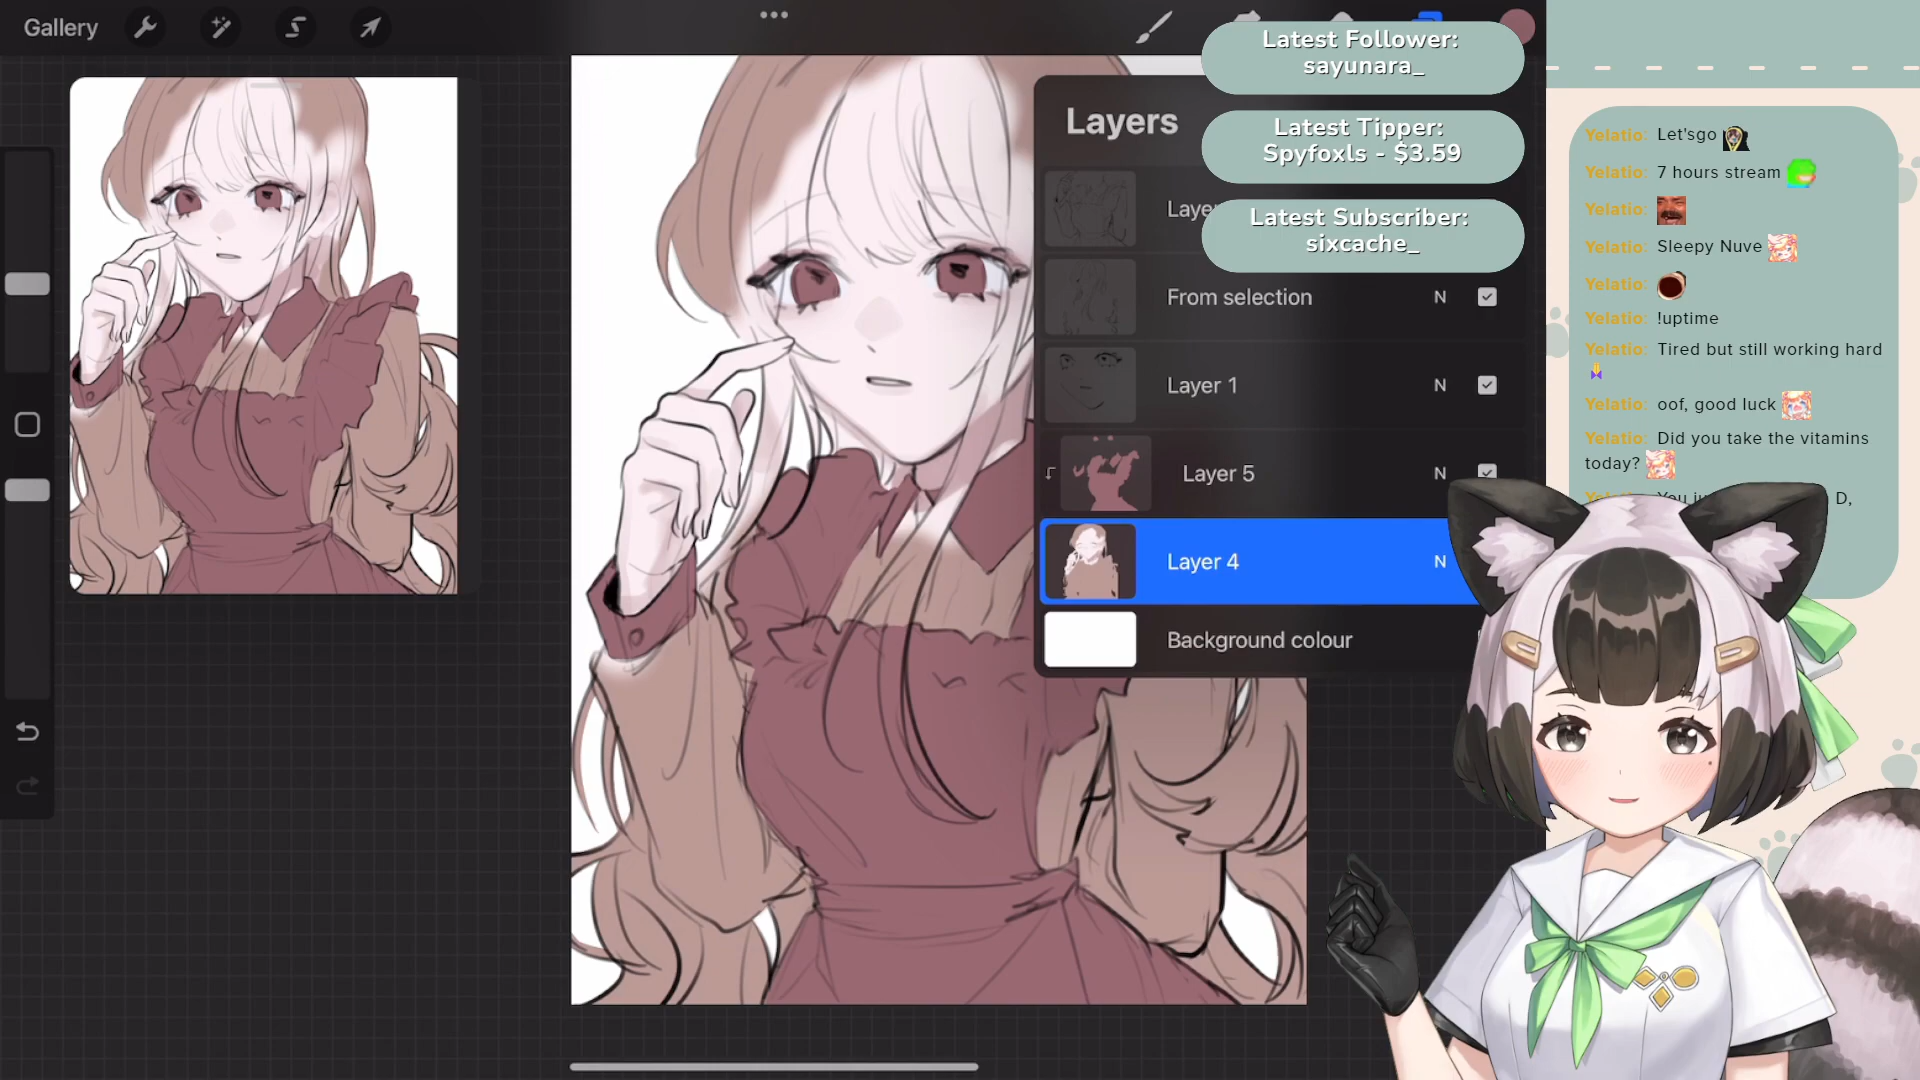 Gallery
Layers
Laye
From selection
N
Layer 1
N
Layer 5
N
Layer 4
N
Background colour
Latest Follower:
sayunara_
Latest Tipper:
Spyfoxls - $3.59
Latest Subscriber:
sixcache_
Yelatio: Let'sgo
Yelatio: 7 hours stream
Yelatio:
Yelatio: Sleepy Nuve
Yelatio:
Yelatio: !uptime
Yelatio: Tired but still working hard
Yelatio: oof, good luck
Yelatio: Did you take the vitamins
today?
You D,